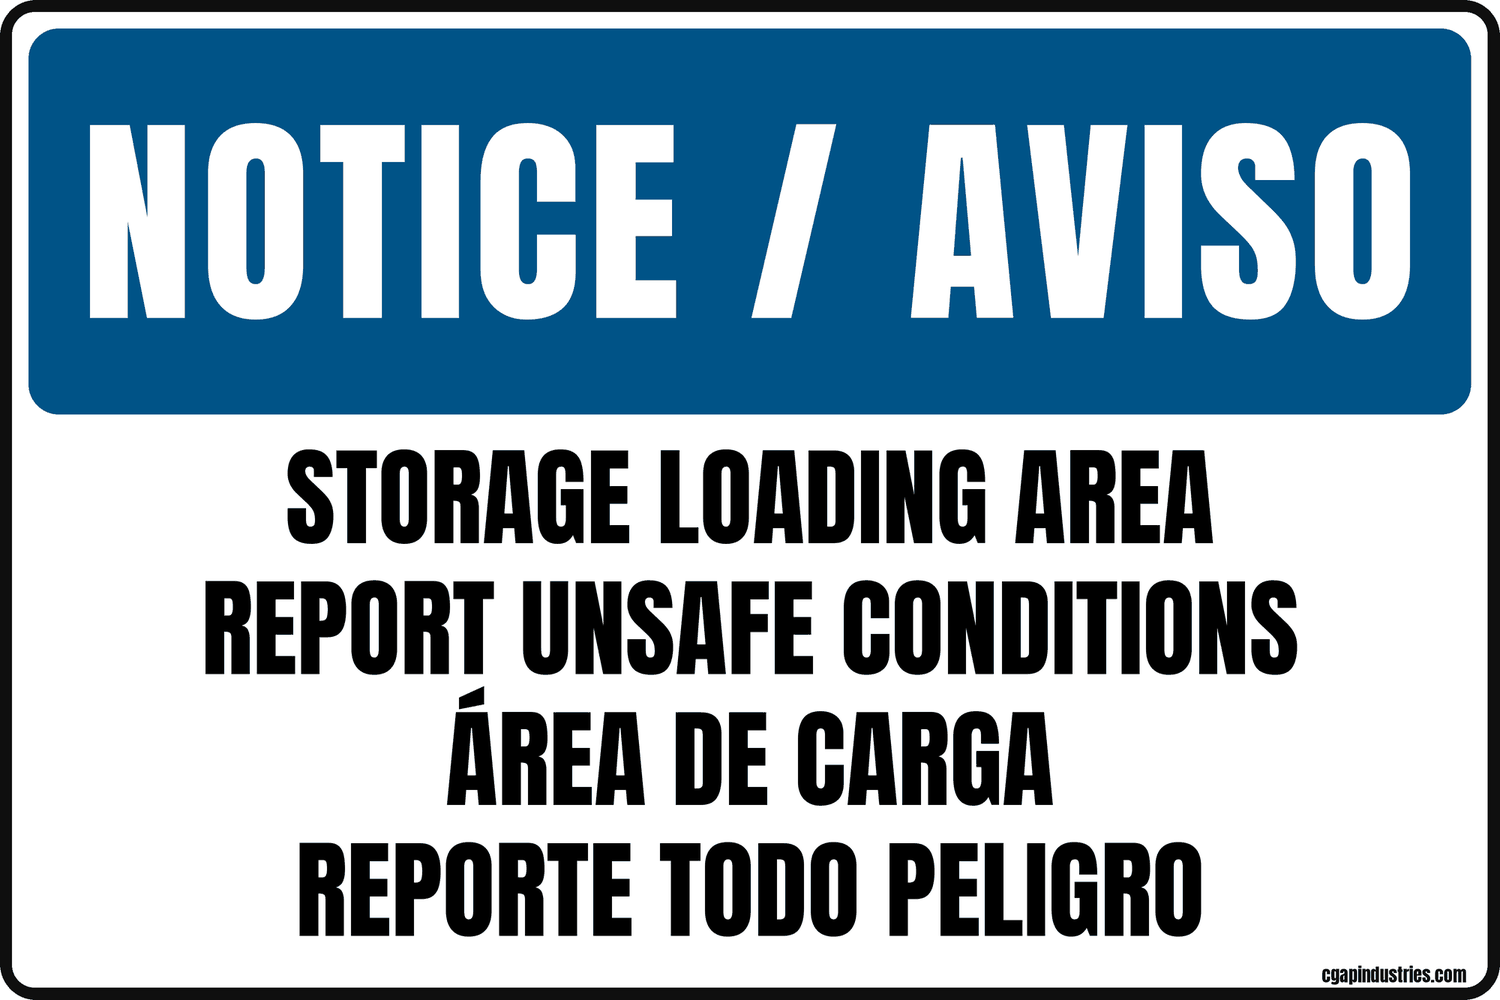 NOTICE / AVISO
STORAGE LOADING AREA
REPORT UNSAFE CONDITIONS
ÁREA DE CARGA
REPORTE TODO PELIGRO
cgapindustries.com